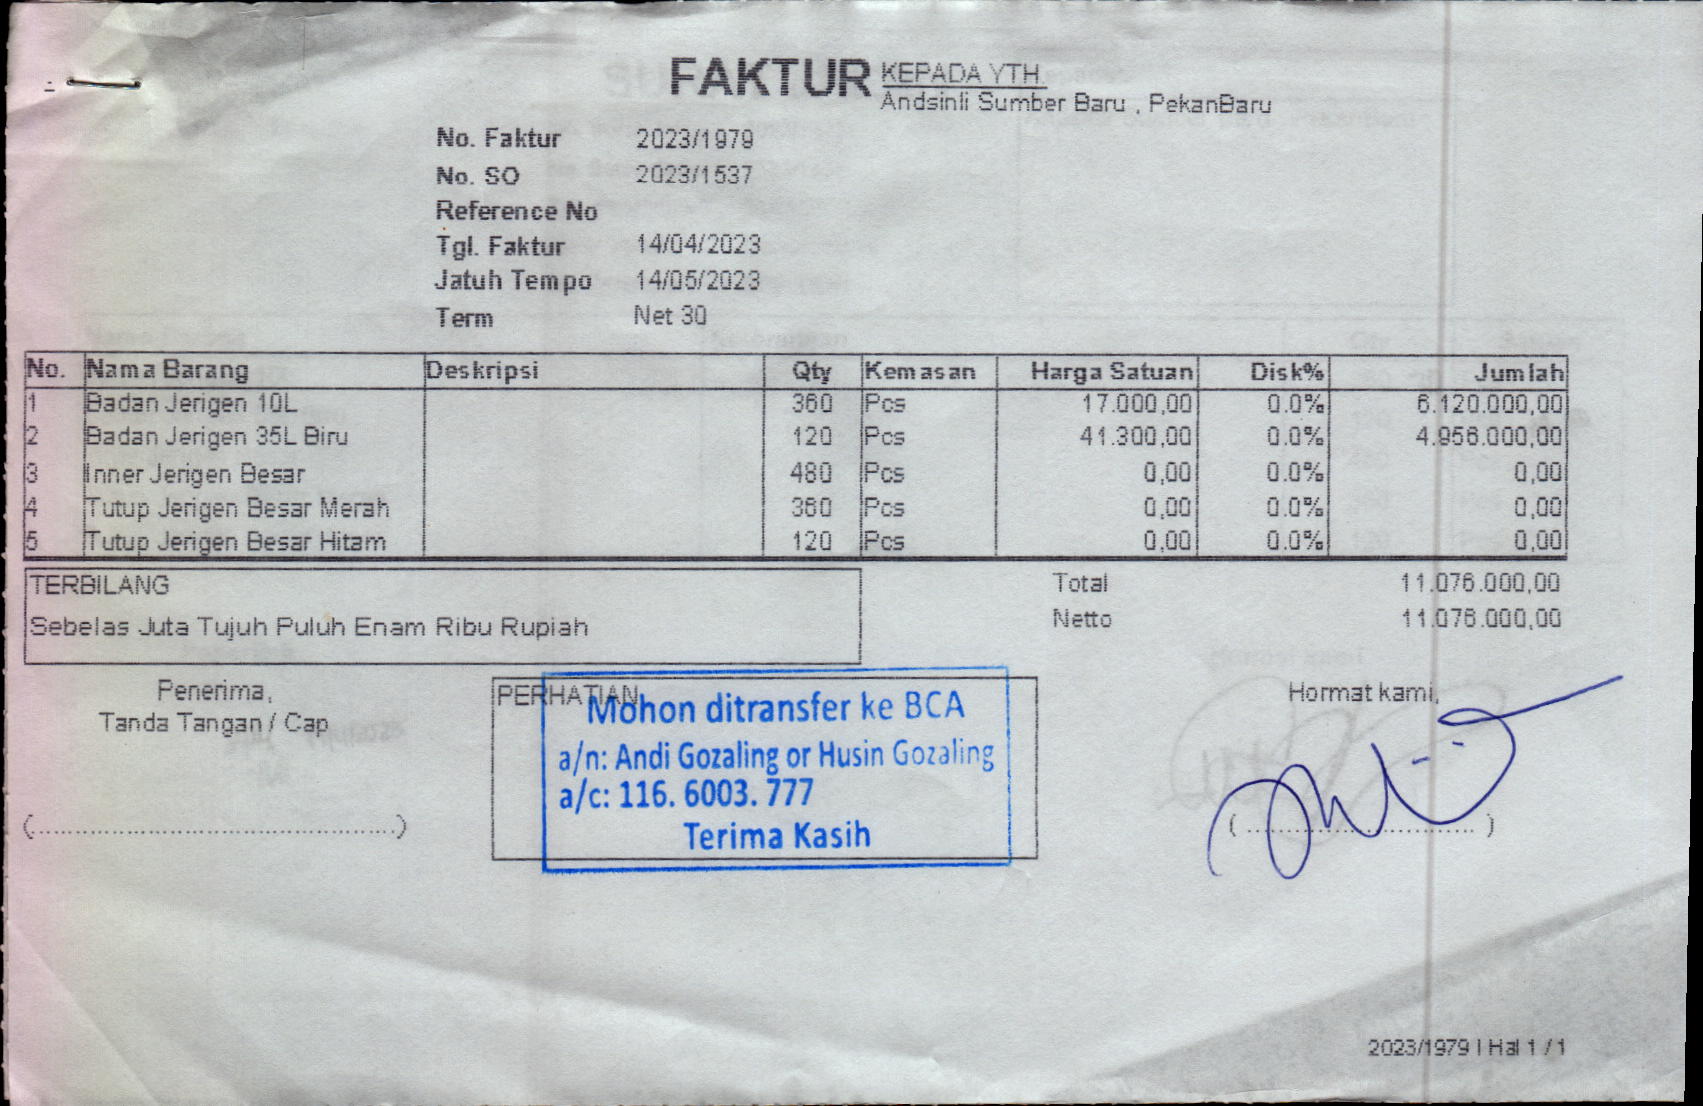 FAKTUR
KEPADA YTH.
Andsinli Sumber Baru , PekanBaru
No. Faktur 2023/1979
No. SO 2023/1537
Reference No
Tgl. Faktur 14/04/2023
Jatuh Tempo 14/05/2023
Term Net 30
No. Nama Barang Deskripsi Qty Kemasan Harga Satuan Disk% Jumlah
1 Badan Jerigen 10L 360 Pcs 17.000,00 0.0% 6.120.000,00
2 Badan Jerigen 35L Biru 120 Pcs 41.300,00 0.0% 4.956.000,00
3 Inner Jerigen Besar 480 Pcs 0,00 0.0% 0,00
4 Tutup Jerigen Besar Merah 360 Pcs 0,00 0.0% 0,00
5 Tutup Jerigen Besar Hitam 120 Pcs 0,00 0.0% 0,00
TERBILANG
Sebelas Juta Tujuh Puluh Enam Ribu Rupiah
Total 11.076.000,00
Netto 11.076.000,00
Penerima,
Tanda Tangan / Cap
(..........................................)
PERHATIAN
Mohon ditransfer ke BCA
a/n: Andi Gozaling or Husin Gozaling
a/c: 116. 6003. 777
Terima Kasih
Hormat kami,
( ........................... )
2023/1979 | Hal 1 / 1